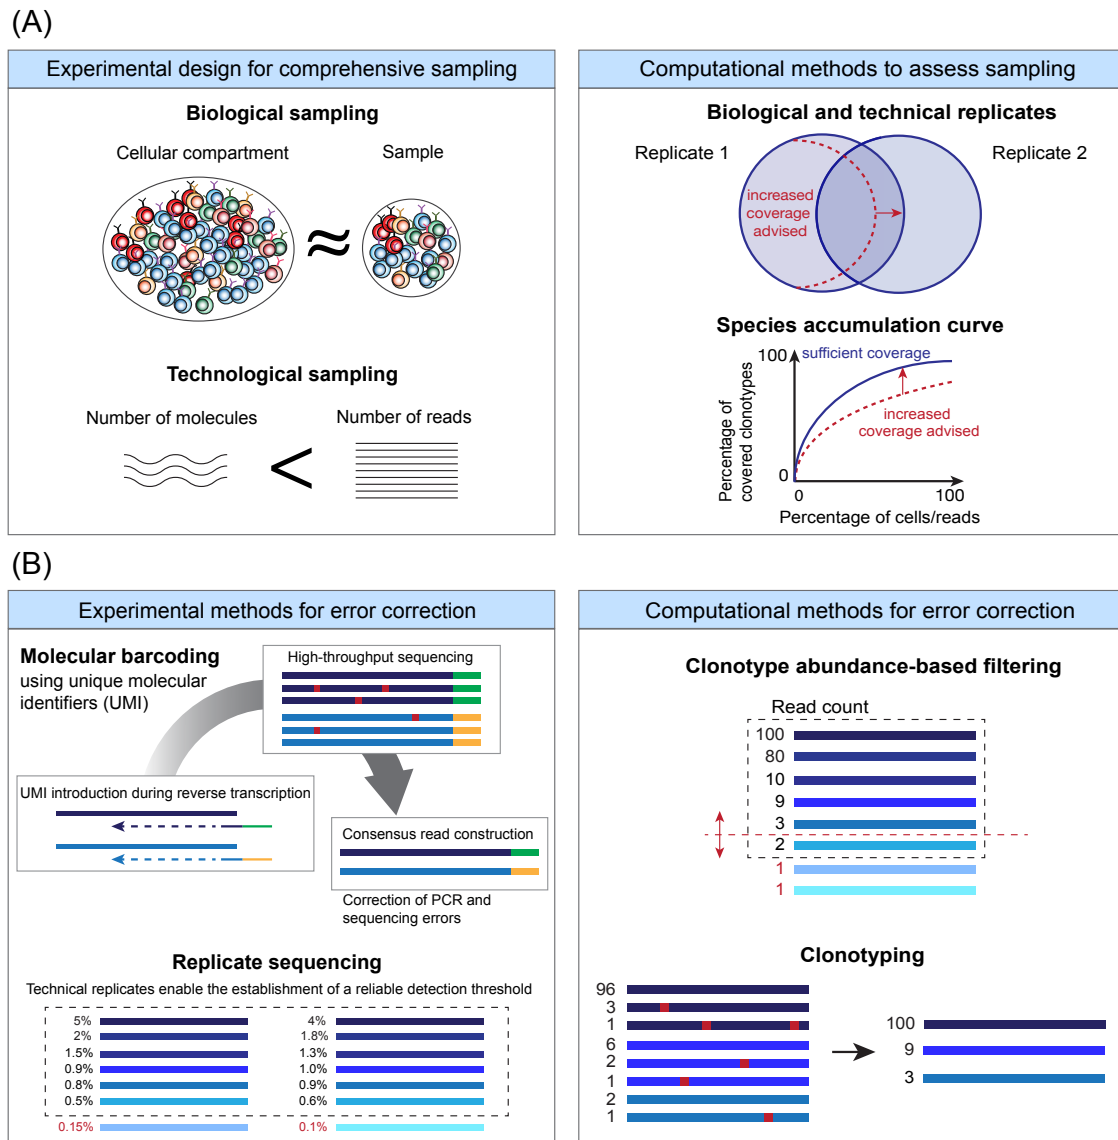 (A)
Experimental design for comprehensive sampling
Biological sampling
Cellular compartment
Sample
≈
Technological sampling
Number of molecules
Number of reads
<
Computational methods to assess sampling
Biological and technical replicates
Replicate 1
Replicate 2
increased
coverage
advised
Species accumulation curve
100
sufficient coverage
increased
coverage advised
Percentage of
covered clonotypes
0
0
100
Percentage of cells/reads
(B)
Experimental methods for error correction
Molecular barcoding
using unique molecular
identifiers (UMI)
High-throughput sequencing
UMI introduction during reverse transcription
Consensus read construction
Correction of PCR and
sequencing errors
Replicate sequencing
Technical replicates enable the establishment of a reliable detection threshold
5%
2%
1.5%
0.9%
0.8%
0.5%
0.15%
4%
1.8%
1.3%
1.0%
0.9%
0.6%
0.1%
Computational methods for error correction
Clonotype abundance-based filtering
Read count
100
80
10
9
3
2
1
1
Clonotyping
96
3
1
6
2
1
2
1
100
9
3